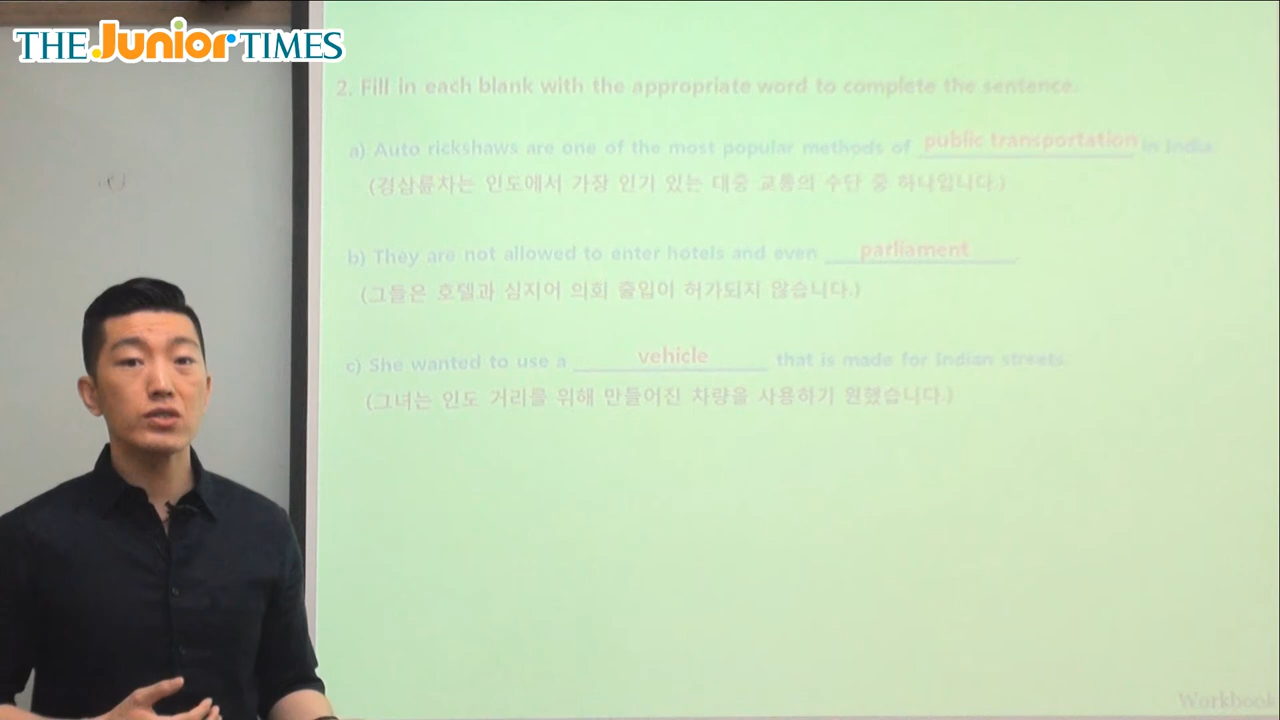 THE Junior TIMES
2. Fill in each blank with the appropriate word to complete the sentence.
a) Auto rickshaws are one of the most popular methods of public transportation in India
(경삼륜차는 인도에서 가장 인기 있는 대중 교통의 수단 중 하나입니다.)
b) They are not allowed to enter hotels and even parliament
(그들은 호텔과 심지어 의회 출입이 허가되지 않습니다.)
c) She wanted to use a vehicle that is made for Indian streets
(그녀는 인도 거리를 위해 만들어진 차량을 사용하기 원했습니다.)
Workbook